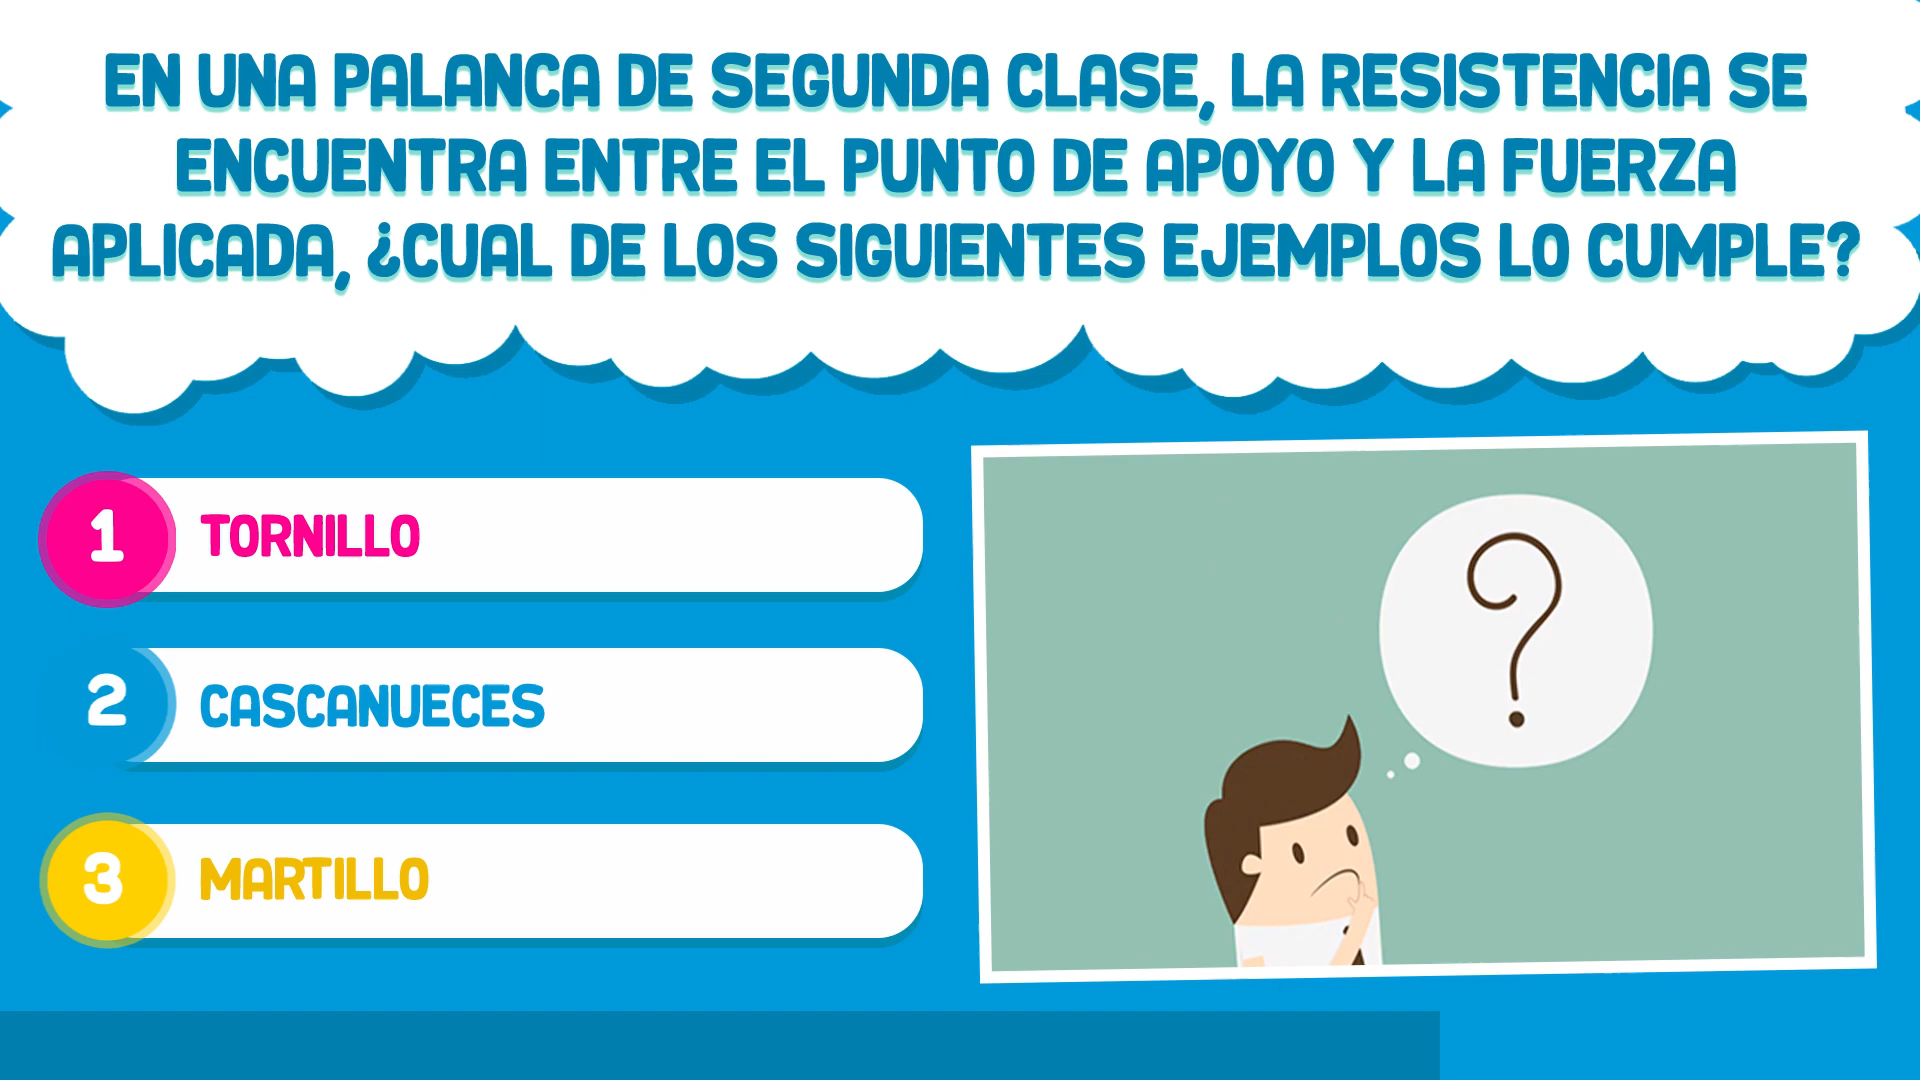 EN UNA PALANCA DE SEGUNDA CLASE, LA RESISTENCIA SE
ENCUENTRA ENTRE EL PUNTO DE APOYO Y LA FUERZA
APLICADA, ¿CUAL DE LOS SIGUIENTES EJEMPLOS LO CUMPLE?
1 TORNILLO
2 CASCANUECES
3 MARTILLO
?